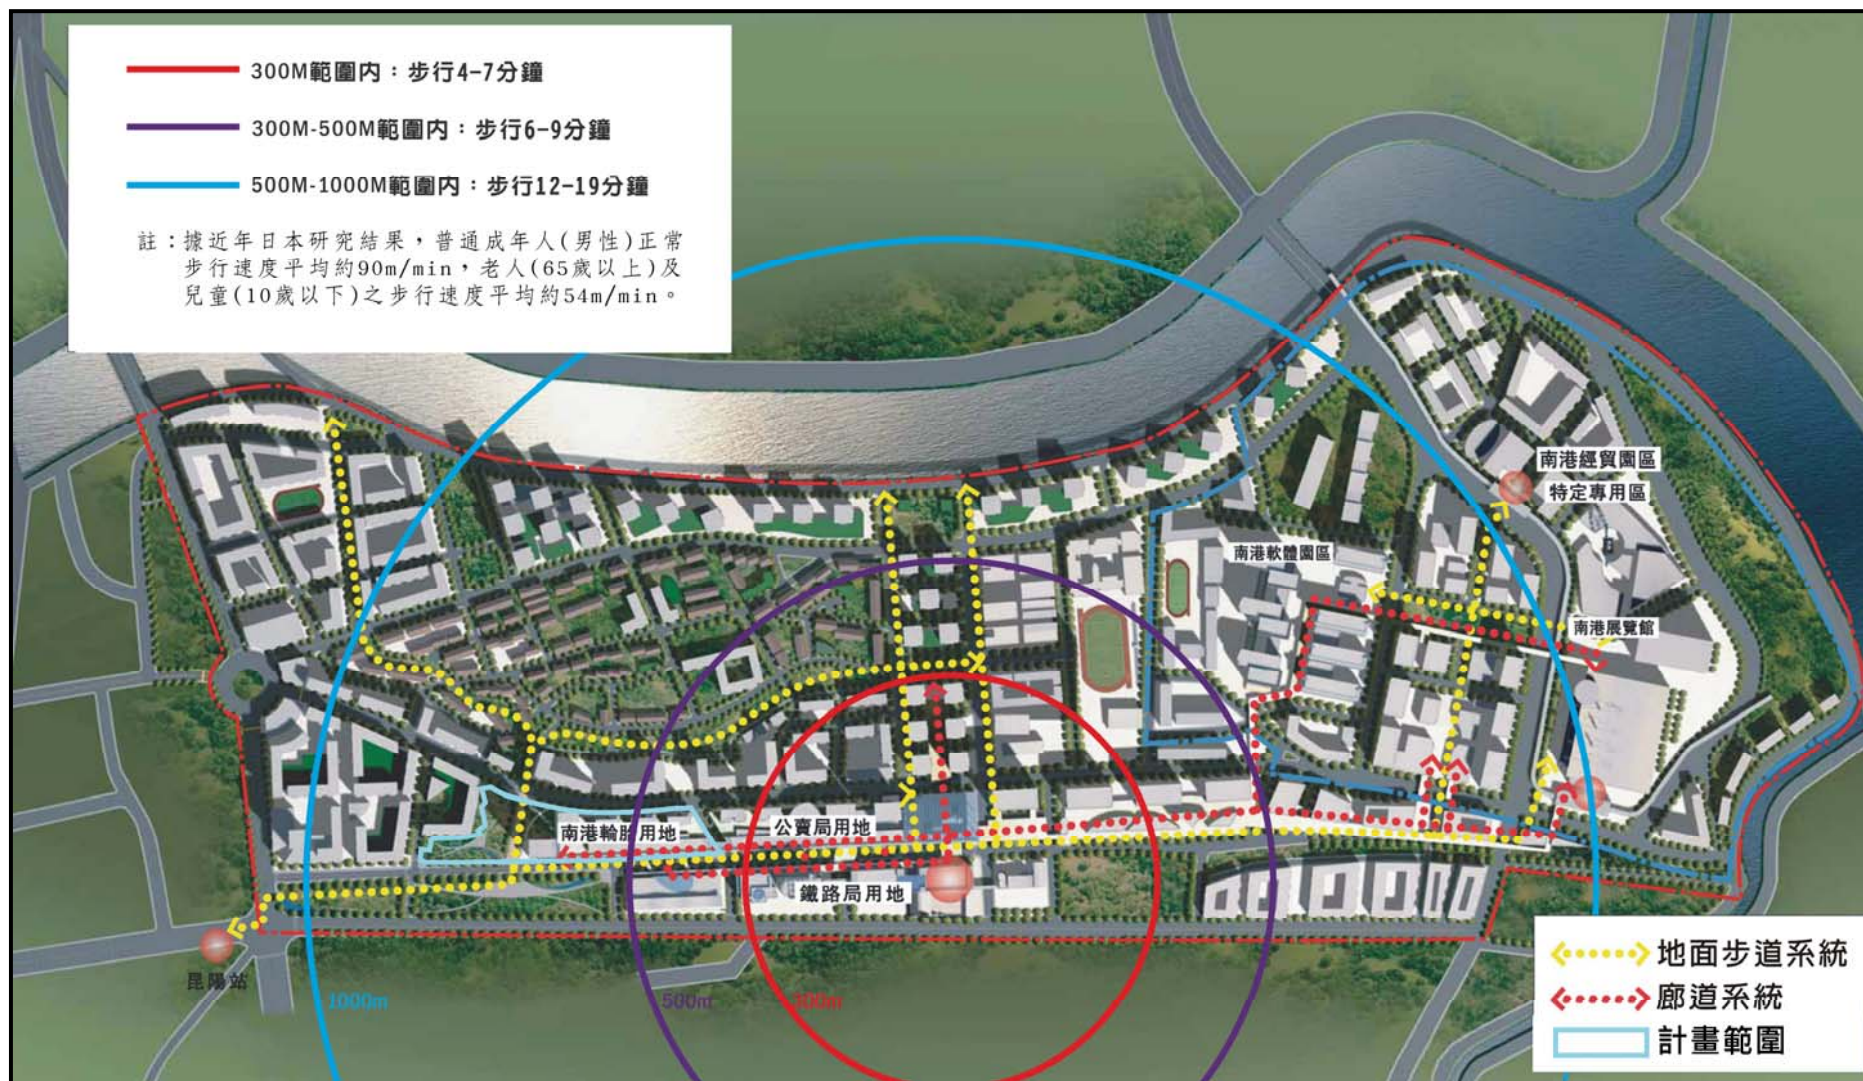 300M範圍內：步行4-7分鐘
300M-500M範圍內：步行6-9分鐘
500M-1000M範圍內：步行12-19分鐘
註：據近年日本研究結果，普通成年人(男性)正常
步行速度平均約90m/min，老人(65歲以上)及
兒童(10歲以下)之步行速度平均約54m/min。
南港經貿園區
特定專用區
南港軟體園區
南港展覽館
南港輪胎用地
公賣局用地
鐵路局用地
昆陽站
1000m
500m
300m
地面步道系統
廊道系統
計畫範圍